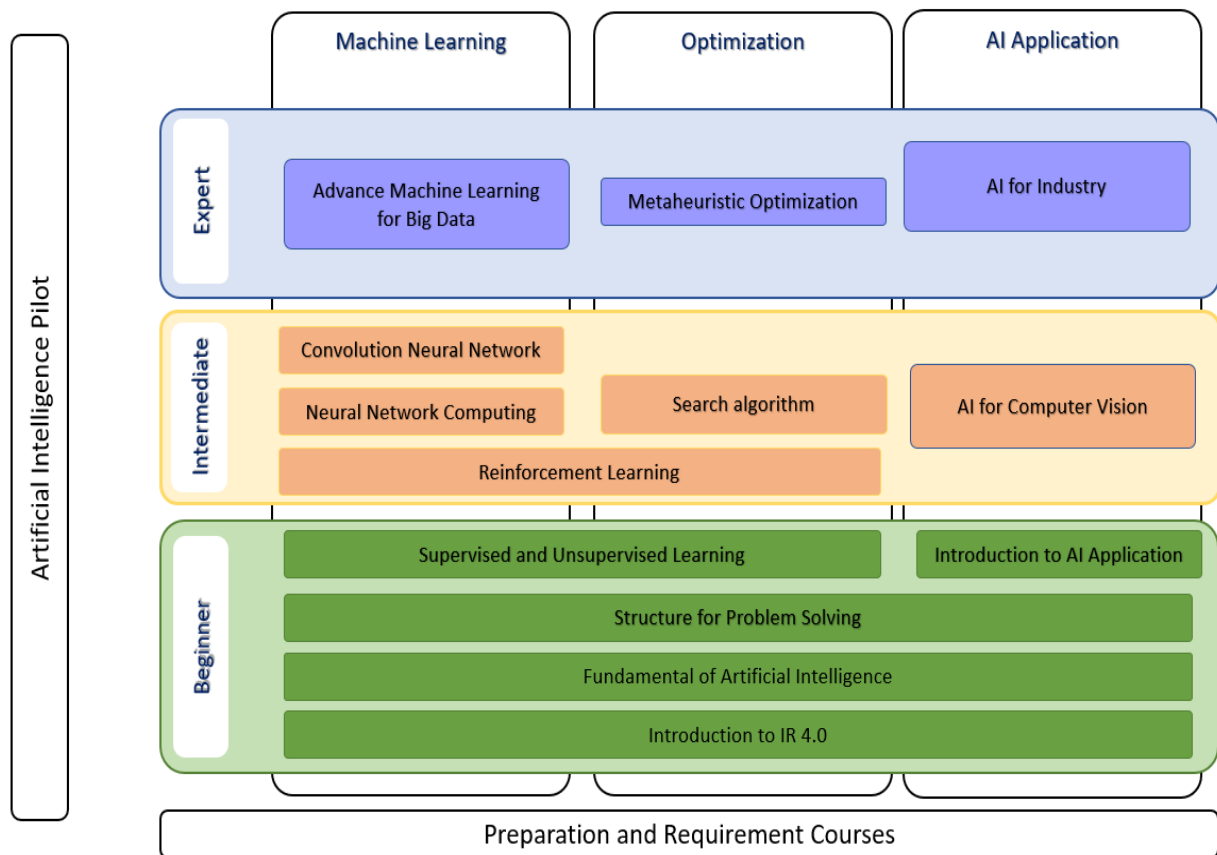 Artificial Intelligence Pilot
Machine Learning
Optimization
AI Application
Expert
Advance Machine Learning
for Big Data
Metaheuristic Optimization
AI for Industry
Intermediate
Convolution Neural Network
Neural Network Computing
Search algorithm
AI for Computer Vision
Reinforcement Learning
Beginner
Supervised and Unsupervised Learning
Introduction to AI Application
Structure for Problem Solving
Fundamental of Artificial Intelligence
Introduction to IR 4.0
Preparation and Requirement Courses